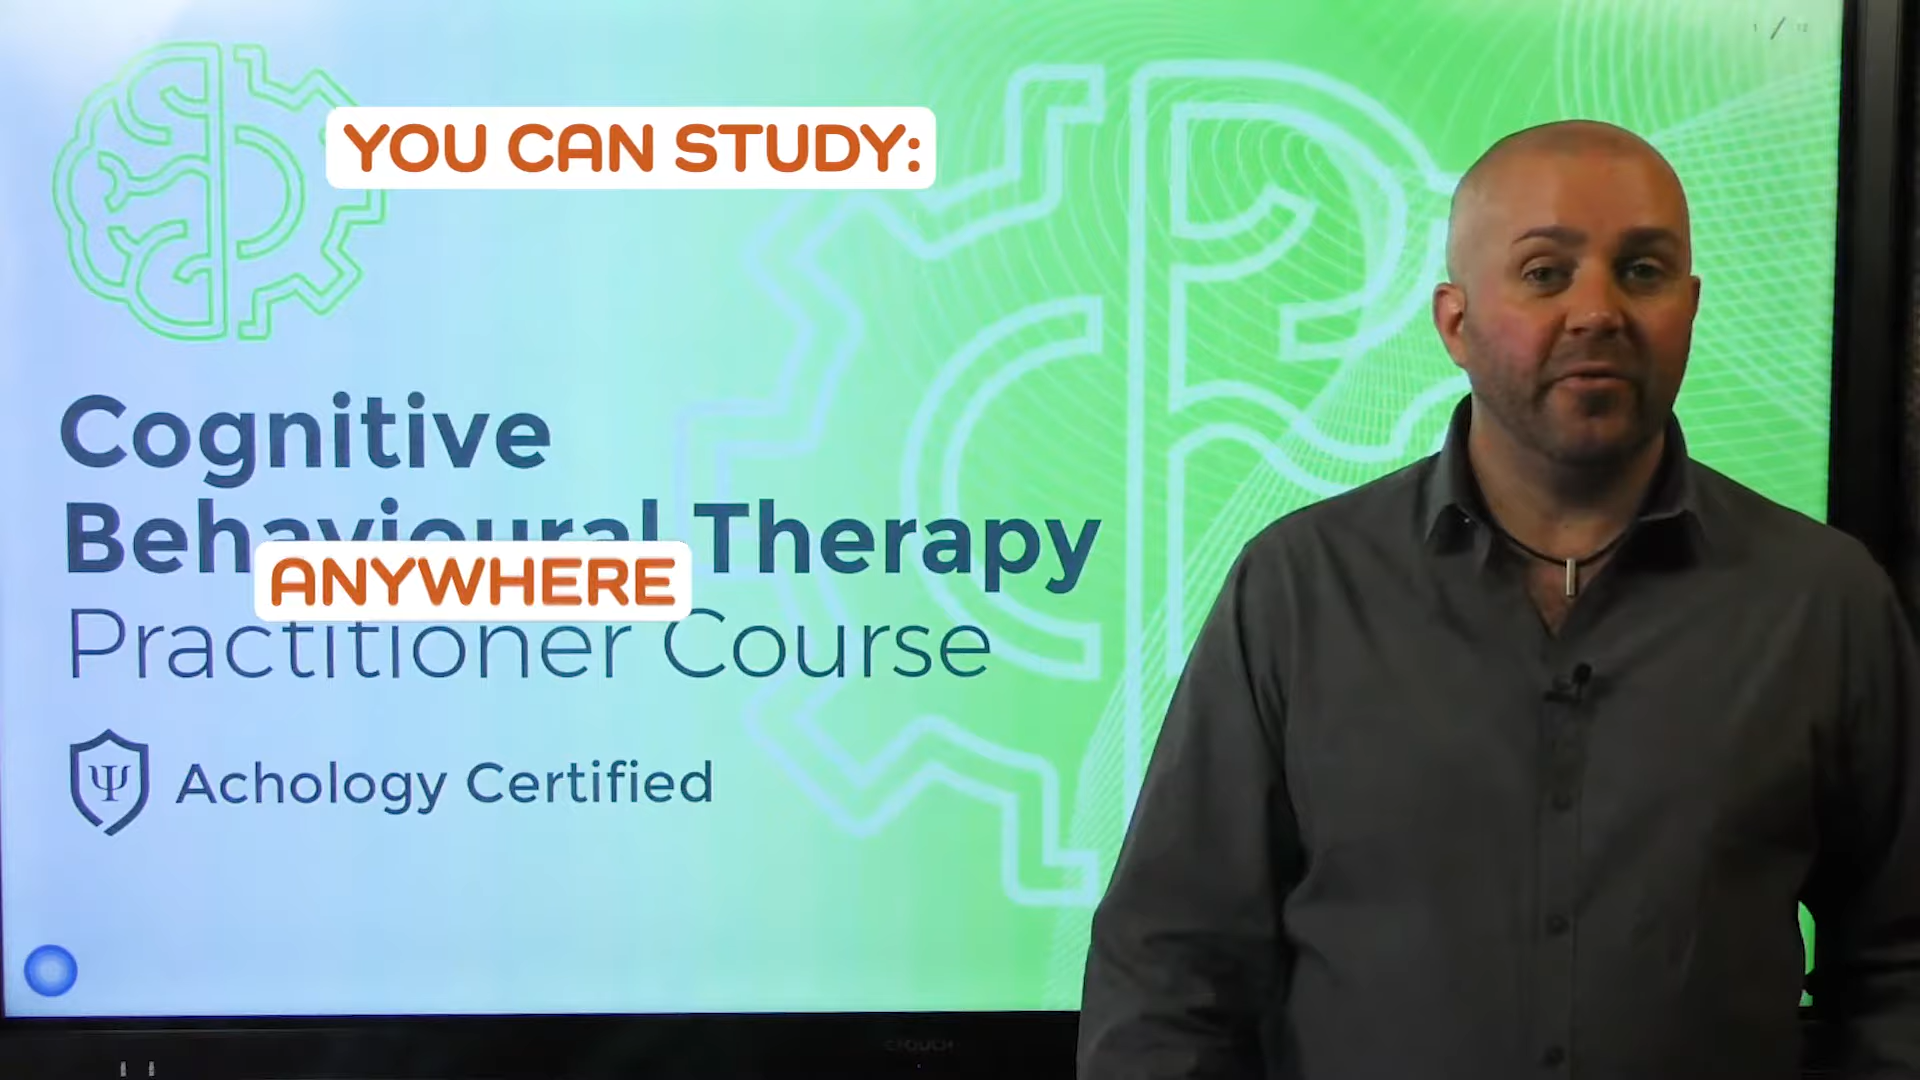 YOU CAN STUDY:
Cognitive
Behavioural Therapy
ANYWHERE
Practitioner Course
Ψ Achology Certified